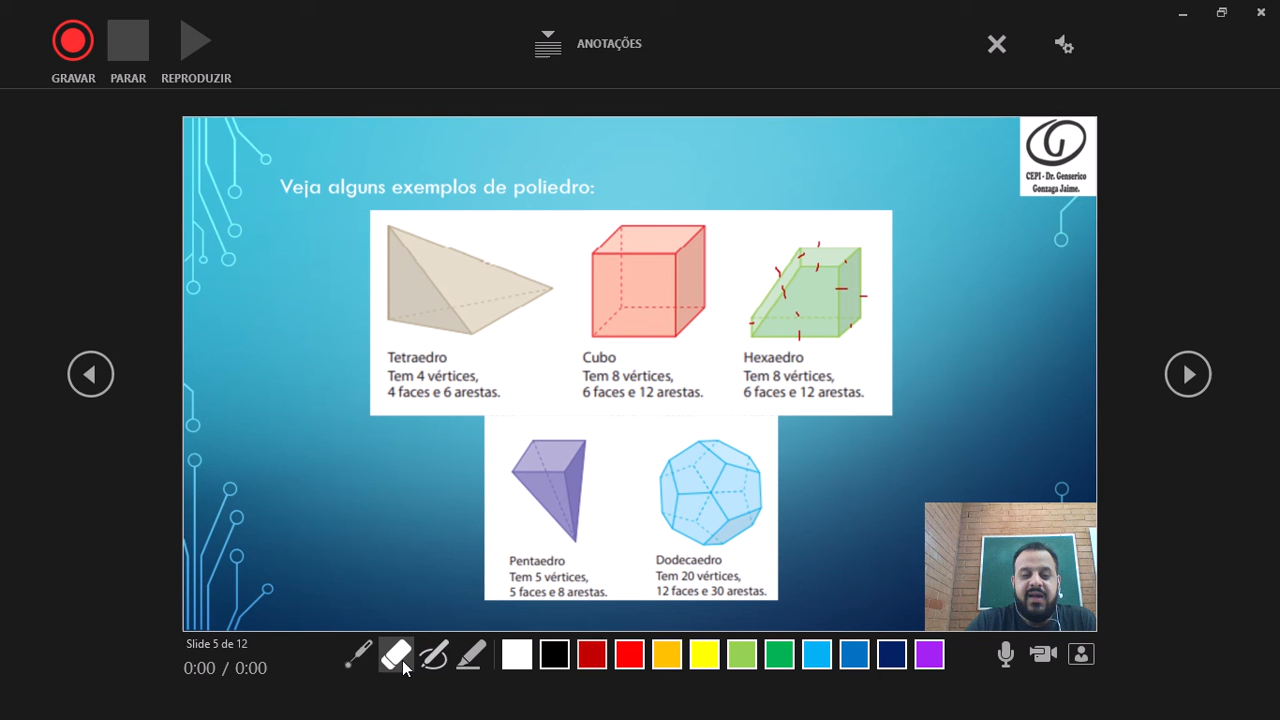 GRAVAR PARAR REPRODUZIR
ANOTAÇÕES
G
CEPI - Dr. Genserico
Gonzaga Jaime.
Veja alguns exemplos de poliedro:
Tetraedro
Tem 4 vértices,
4 faces e 6 arestas.
Cubo
Tem 8 vértices,
6 faces e 12 arestas.
Hexaedro
Tem 8 vértices,
6 faces e 12 arestas.
Pentaedro
Tem 5 vértices,
5 faces e 8 arestas.
Dodecaedro
Tem 20 vértices,
12 faces e 30 arestas.
Slide 5 de 12
0:00 / 0:00